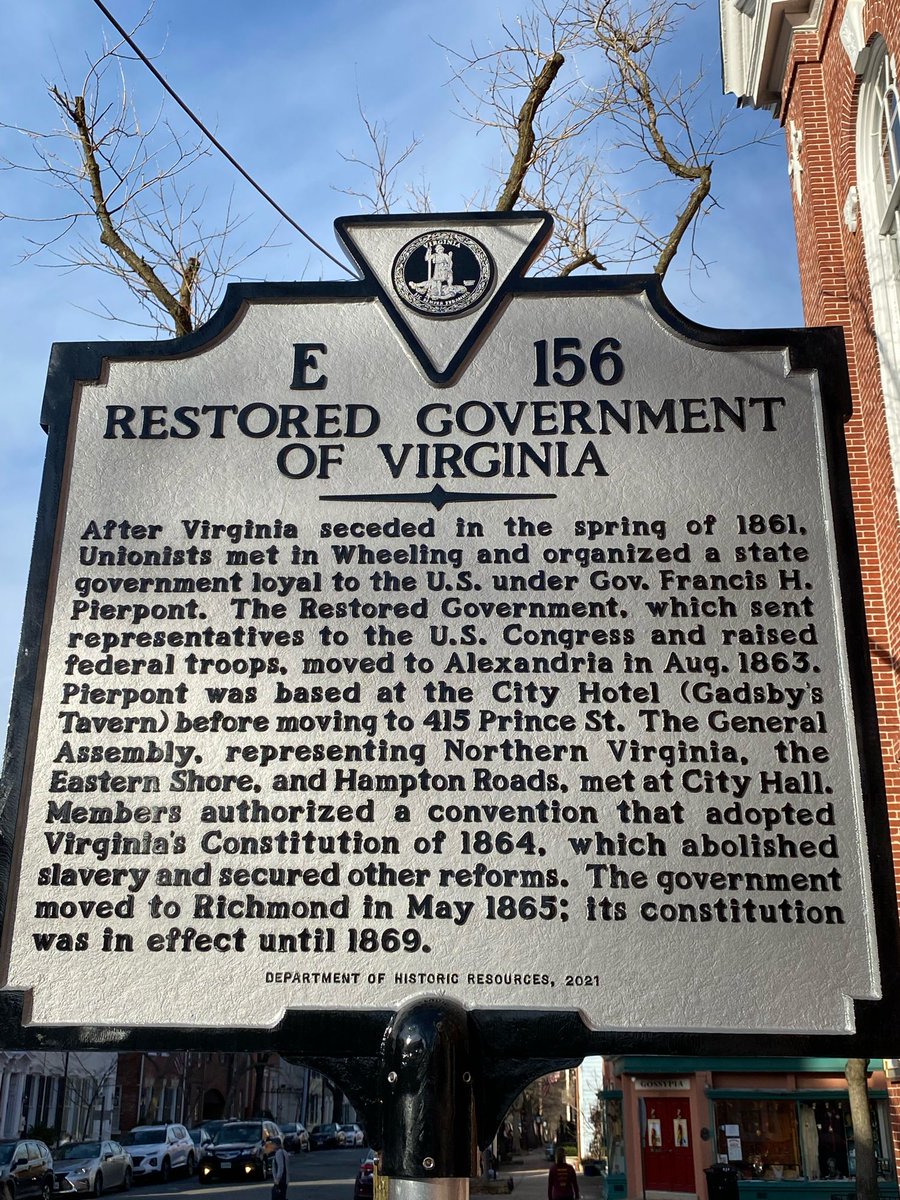 VIRGINIA
E 156
RESTORED GOVERNMENT
OF VIRGINIA
After Virginia seceded in the spring of 1861,
Unionists met in Wheeling and organized a state
government loyal to the U.S. under Gov. Francis H.
Pierpont. The Restored Government, which sent
representatives to the U.S. Congress and raised
federal troops, moved to Alexandria in Aug. 1863.
Pierpont was based at the City Hotel (Gadsby's
Tavern) before moving to 415 Prince St. The General
Assembly, representing Northern Virginia, the
Eastern Shore, and Hampton Roads, met at City Hall.
Members authorized a convention that adopted
Virginia's Constitution of 1864, which abolished
slavery and secured other reforms. The government
moved to Richmond in May 1865; its constitution
was in effect until 1869.
DEPARTMENT OF HISTORIC RESOURCES, 2021
GOSSYPIA